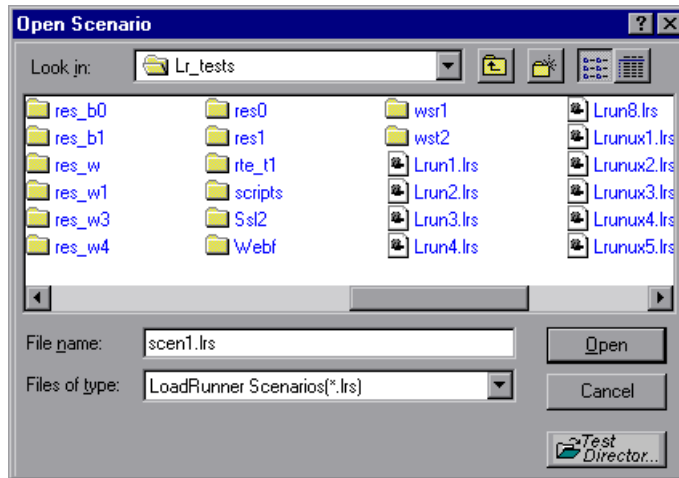 Open Scenario
Look in: Lr_tests
res_b0 res0 wsr1 Lrun8.lrs
res_b1 res1 wst2 Lrunux1.lrs
res_w rte_t1 Lrun1.lrs Lrunux2.lrs
res_w1 scripts Lrun2.lrs Lrunux3.lrs
res_w3 Ssl2 Lrun3.lrs Lrunux4.lrs
res_w4 Webf Lrun4.lrs Lrunux5.lrs
File name: scen1.lrs Open
Files of type: LoadRunner Scenarios(*.lrs) Cancel
Test
Director...